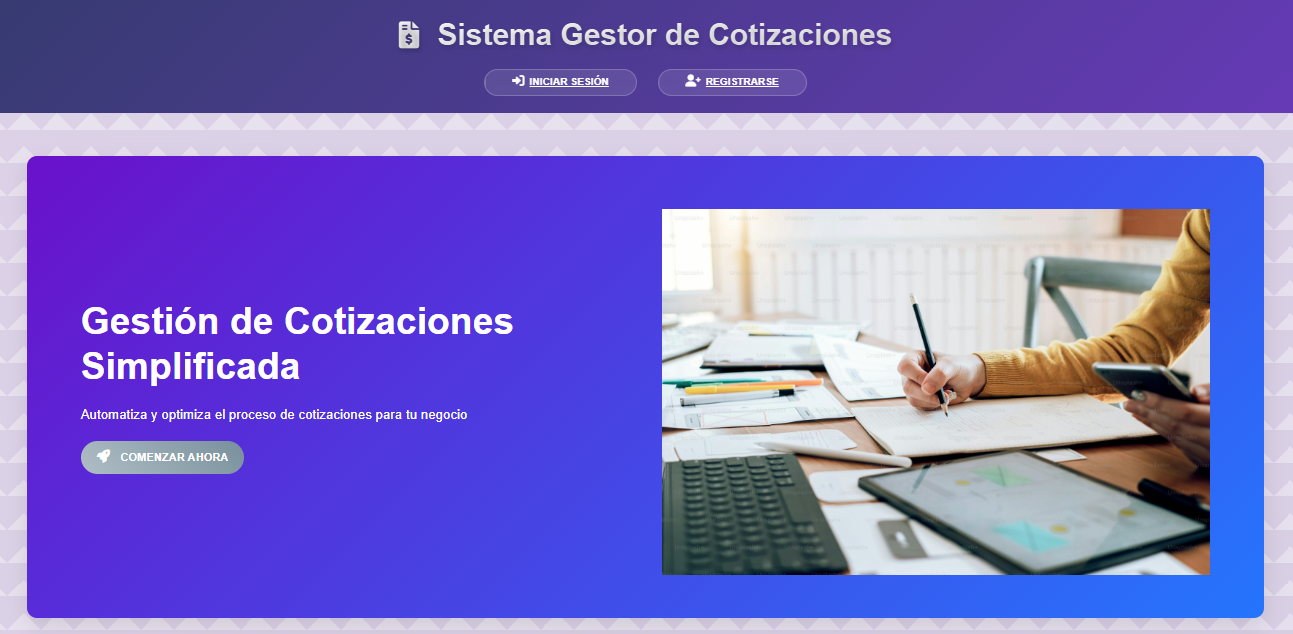 Sistema Gestor de Cotizaciones
INICIAR SESIÓN
REGISTRARSE
Gestión de Cotizaciones
Simplificada
Automatiza y optimiza el proceso de cotizaciones para tu negocio
COMENZAR AHORA